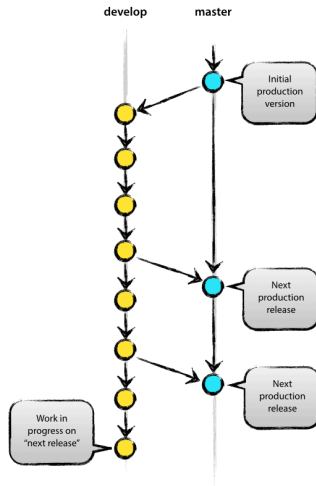 develop
master
Initial
production
version
Next
production
release
Next
production
release
Work in
progress on
“next release”